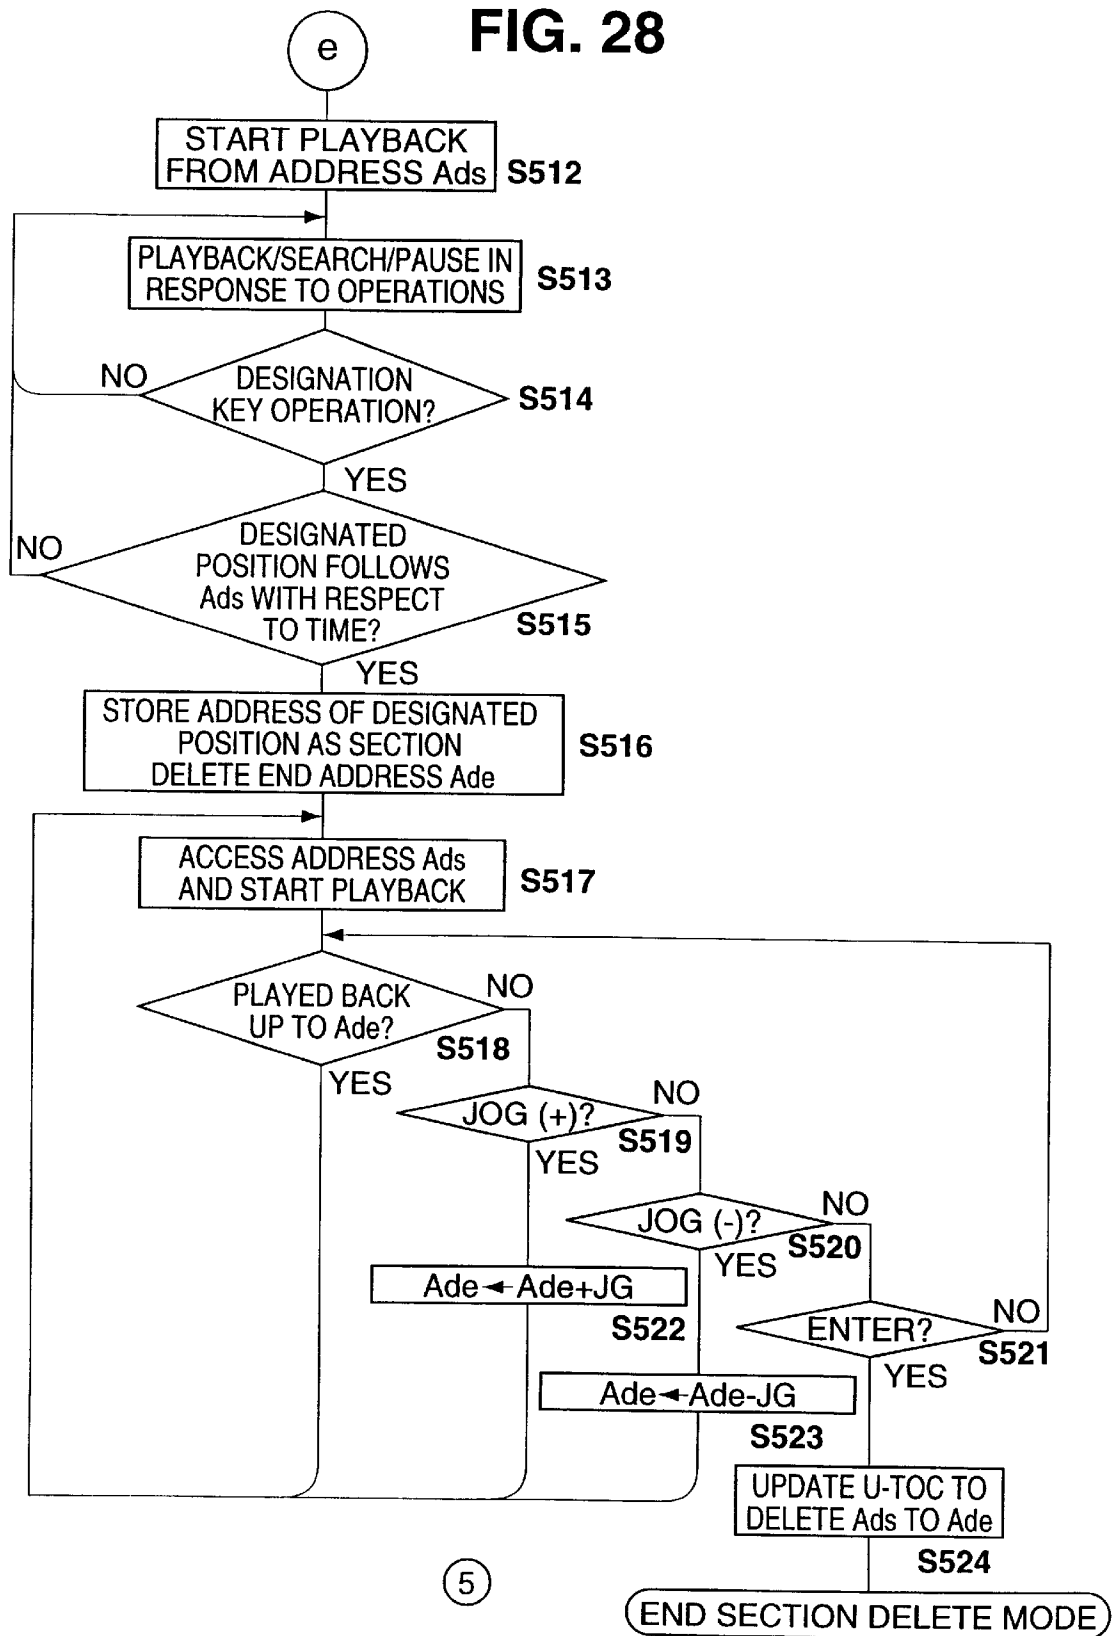 FIG. 28
e
START PLAYBACK
FROM ADDRESS Ads
S512
PLAYBACK/SEARCH/PAUSE IN
RESPONSE TO OPERATIONS
S513
NO
DESIGNATION
KEY OPERATION?
S514
YES
NO
DESIGNATED
POSITION FOLLOWS
Ads WITH RESPECT
TO TIME?
S515
YES
STORE ADDRESS OF DESIGNATED
POSITION AS SECTION
DELETE END ADDRESS Ade
S516
ACCESS ADDRESS Ads
AND START PLAYBACK
S517
PLAYED BACK
UP TO Ade?
NO
S518
YES
JOG (+)?
NO
S519
YES
JOG (-)?
NO
S520
YES
Ade←Ade+JG
S522
ENTER?
NO
S521
YES
Ade←Ade-JG
S523
UPDATE U-TOC TO
DELETE Ads TO Ade
S524
5
END SECTION DELETE MODE